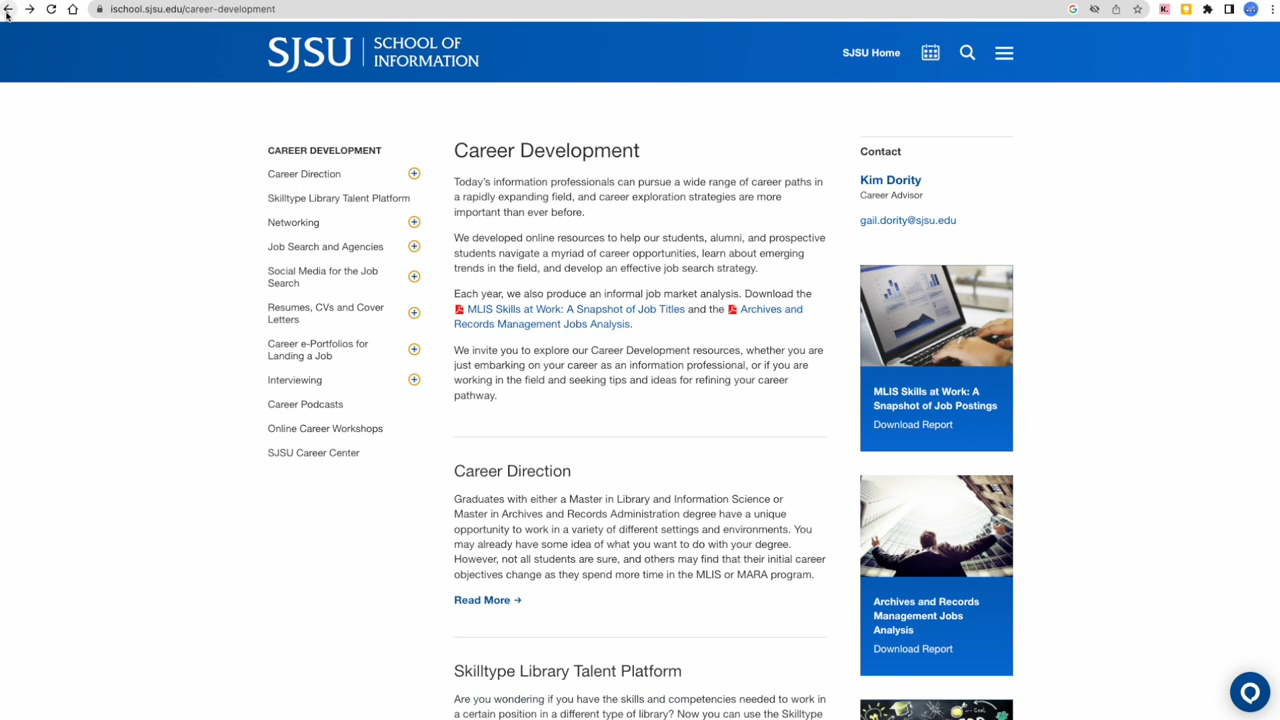 ischool.sjsu.edu/career-development
SJSU
SCHOOL OF
INFORMATION
SJSU Home
CAREER DEVELOPMENT
Career Direction
Skilltype Library Talent Platform
Networking
Job Search and Agencies
Social Media for the Job
Search
Resumes, CVs and Cover
Letters
Career e-Portfolios for
Landing a Job
Interviewing
Career Podcasts
Online Career Workshops
SJSU Career Center
Career Development
Today's information professionals can pursue a wide range of career paths in
a rapidly expanding field, and career exploration strategies are more
important than ever before.
We developed online resources to help our students, alumni, and prospective
students navigate a myriad of career opportunities, learn about emerging
trends in the field, and develop an effective job search strategy.
Each year, we also produce an informal job market analysis. Download the
MLIS Skills at Work: A Snapshot of Job Titles and the Archives and
Records Management Jobs Analysis.
We invite you to explore our Career Development resources, whether you are
just embarking on your career as an information professional, or if you are
working in the field and seeking tips and ideas for refining your career
pathway.
Career Direction
Graduates with either a Master in Library and Information Science or
Master in Archives and Records Administration degree have a unique
opportunity to work in a variety of different settings and environments. You
may already have some idea of what you want to do with your degree.
However, not all students are sure, and others may find that their initial career
objectives change as they spend more time in the MLIS or MARA program.
Read More →
Skilltype Library Talent Platform
Are you wondering if you have the skills and competencies needed to work in
a certain position in a different type of library? Now you can use the Skilltype
Contact
Kim Dority
Career Advisor
gail.dority@sjsu.edu
MLIS Skills at Work: A
Snapshot of Job Postings
Download Report
Archives and Records
Management Jobs
Analysis
Download Report